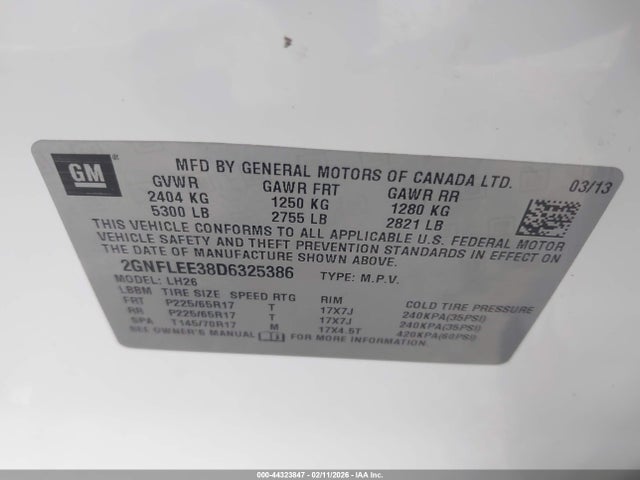 GM
MFD BY GENERAL MOTORS OF CANADA LTD. 03/13
GVWR GAWR FRT GAWR RR
2404 KG 1250 KG 1280 KG
5300 LB 2755 LB 2821 LB
THIS VEHICLE CONFORMS TO ALL APPLICABLE U.S. FEDERAL MOTOR
VEHICLE SAFETY AND THEFT PREVENTION STANDARDS IN EFFECT ON
THE DATE OF MANUFACTURE SHOWN ABOVE.
2GNFLEE38D6325386 TYPE: M.P.V.
MODEL: LH26
LBBM TIRE SIZE SPEED RTG RIM COLD TIRE PRESSURE
FRT P225/65R17 T 17X7J 240KPA(35PSI)
RR P225/65R17 T 17X7J 240KPA(35PSI)
SPA T145/70R17 M 17X4.5T 420KPA(60PSI)
SEE OWNER'S MANUAL FOR MORE INFORMATION.
000-44323847 - 02/11/2026 - IAA Inc.